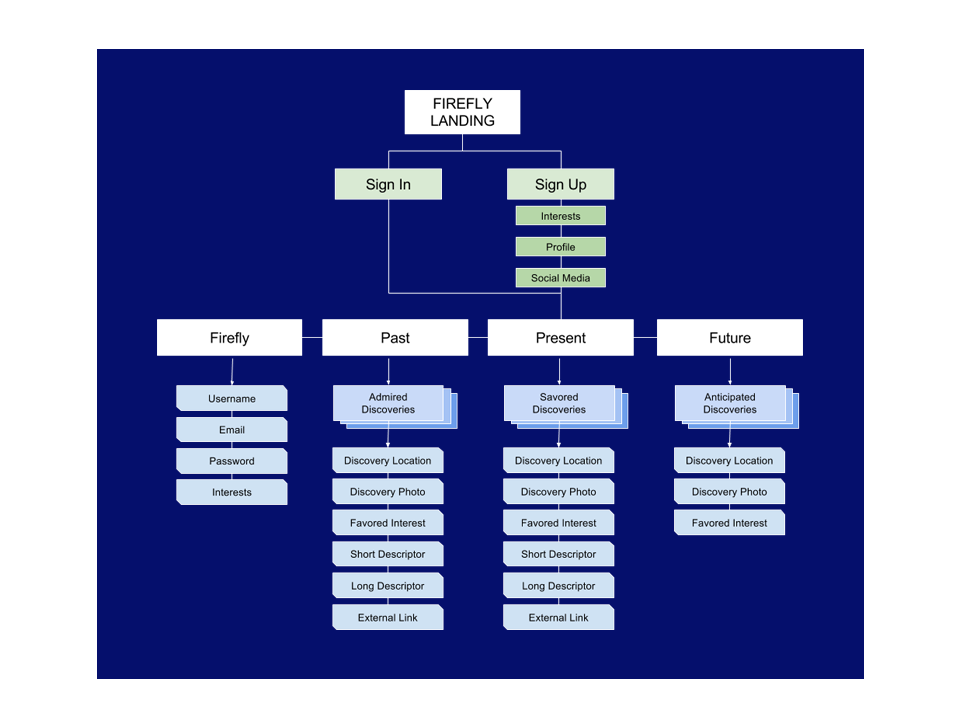 FIREFLY
LANDING
Sign In
Sign Up
Interests
Profile
Social Media
Firefly
Past
Present
Future
Username
Email
Password
Interests
Admired
Discoveries
Discovery Location
Discovery Photo
Favored Interest
Short Descriptor
Long Descriptor
External Link
Savored
Discoveries
Discovery Location
Discovery Photo
Favored Interest
Short Descriptor
Long Descriptor
External Link
Anticipated
Discoveries
Discovery Location
Discovery Photo
Favored Interest